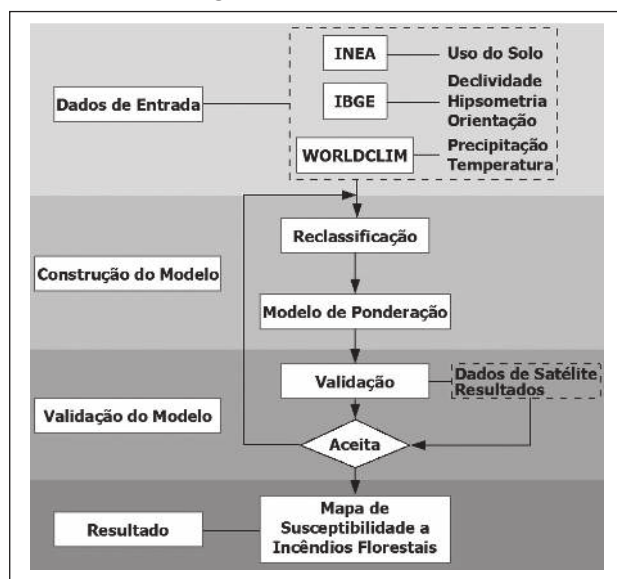 INEA
Uso do Solo
Dados de Entrada
IBGE
Declividade
Hipsometria
Orientação
WORLDCLIM
Precipitação
Temperatura
Reclassificação
Construção do Modelo
Modelo de Ponderação
Validação
Dados de Satélite
Resultados
Validação do Modelo
Aceita
Resultado
Mapa de
Susceptibilidade a
Incêndios Florestais